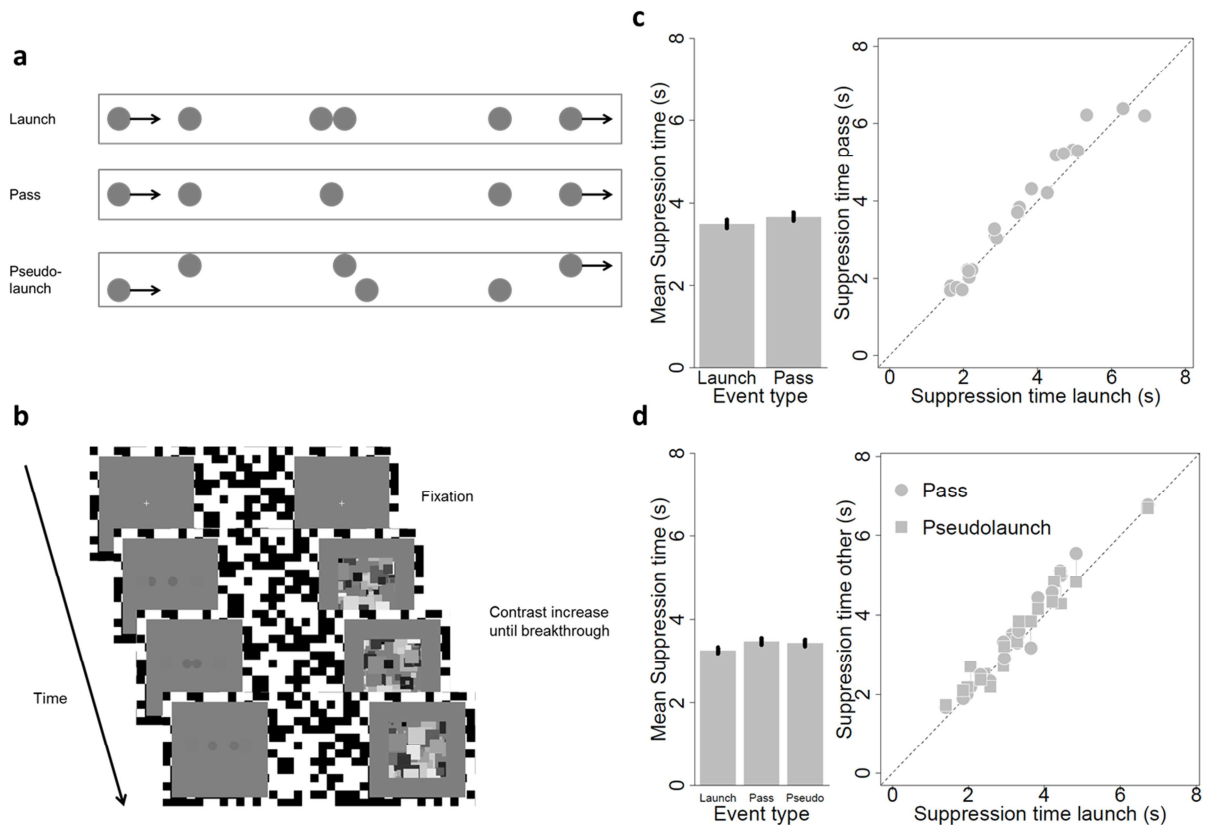 a
Launch
Pass
Pseudo-
launch
b
Fixation
Contrast increase
until breakthrough
Time
c
Mean Suppression time (s)
0 2 4 6 8
Launch Pass
Event type
Suppression time pass (s)
0 2 4 6 8
0 2 4 6 8
Suppression time launch (s)
d
Mean Suppression time (s)
0 2 4 6 8
Launch Pass Pseudo
Event type
Suppression time other (s)
0 2 4 6 8
Pass
Pseudolaunch
0 2 4 6 8
Suppression time launch (s)